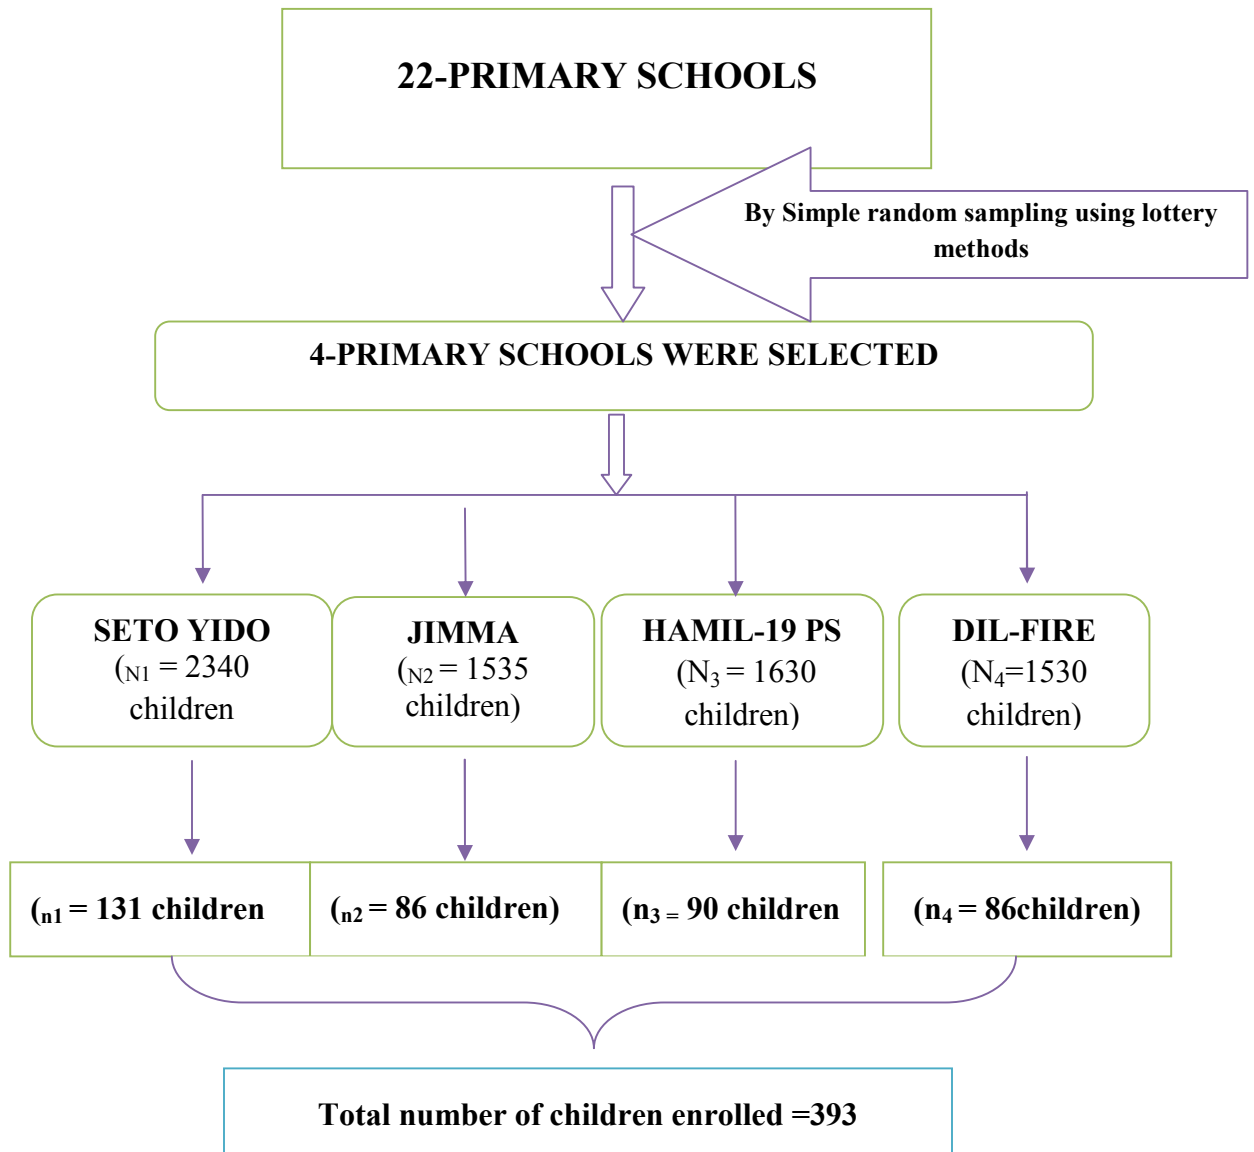 22-PRIMARY SCHOOLS
By Simple random sampling using lottery
methods
4-PRIMARY SCHOOLS WERE SELECTED
SETO YIDO
(N1 = 2340
children
JIMMA
(N2 = 1535
children)
HAMIL-19 PS
(N3 = 1630
children)
DIL-FIRE
(N4=1530
children)
(n1 = 131 children
(n2 = 86 children)
(n3 = 90 children
(n4 = 86children)
Total number of children enrolled =393